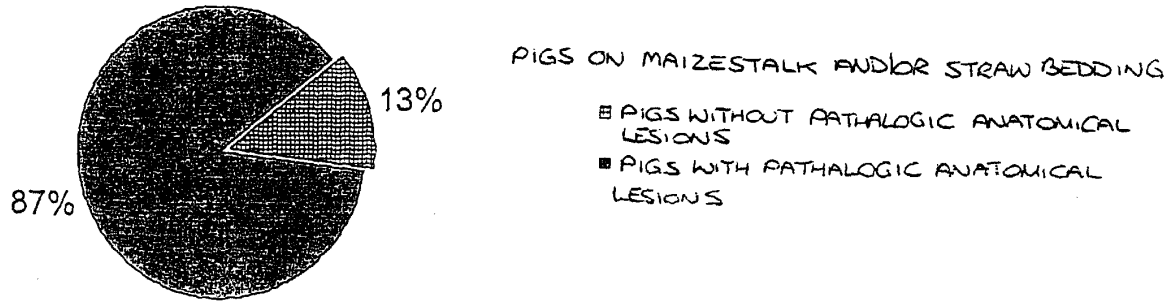 PIGS ON MAIZESTALK AND/OR STRAW BEDDING
13%
PIGS WITHOUT PATHALOGIC ANATOMICAL
LESIONS
PIGS WITH PATHALOGIC ANATOMICAL
LESIONS
87%